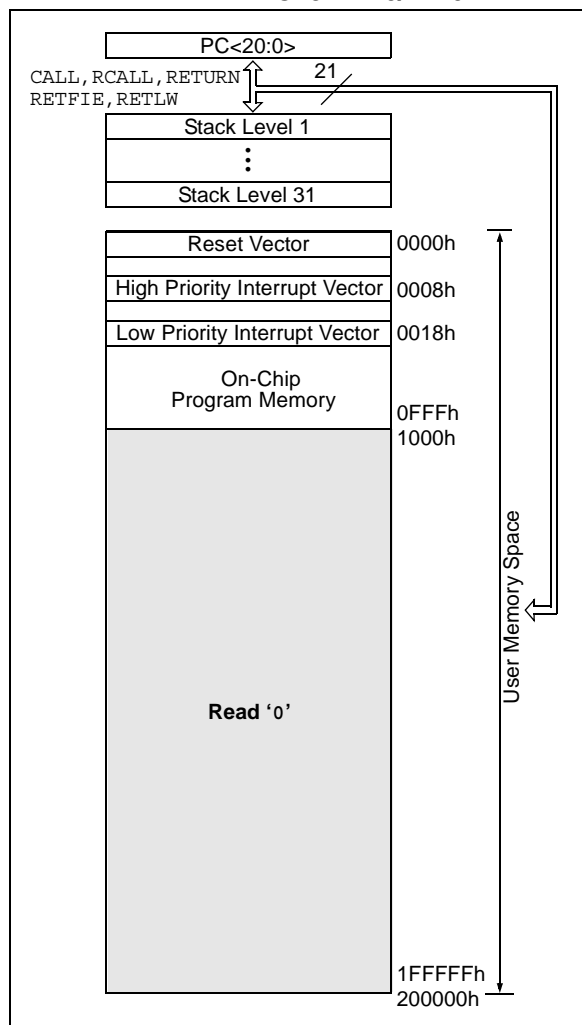 PC<20:0>
CALL,RCALL,RETURN
RETFIE,RETLW
21
Stack Level 1
Stack Level 31
Reset Vector
0000h
High Priority Interrupt Vector
0008h
Low Priority Interrupt Vector
0018h
On-Chip
Program Memory
0FFFh
1000h
User Memory Space
Read ‘0’
1FFFFFh
200000h